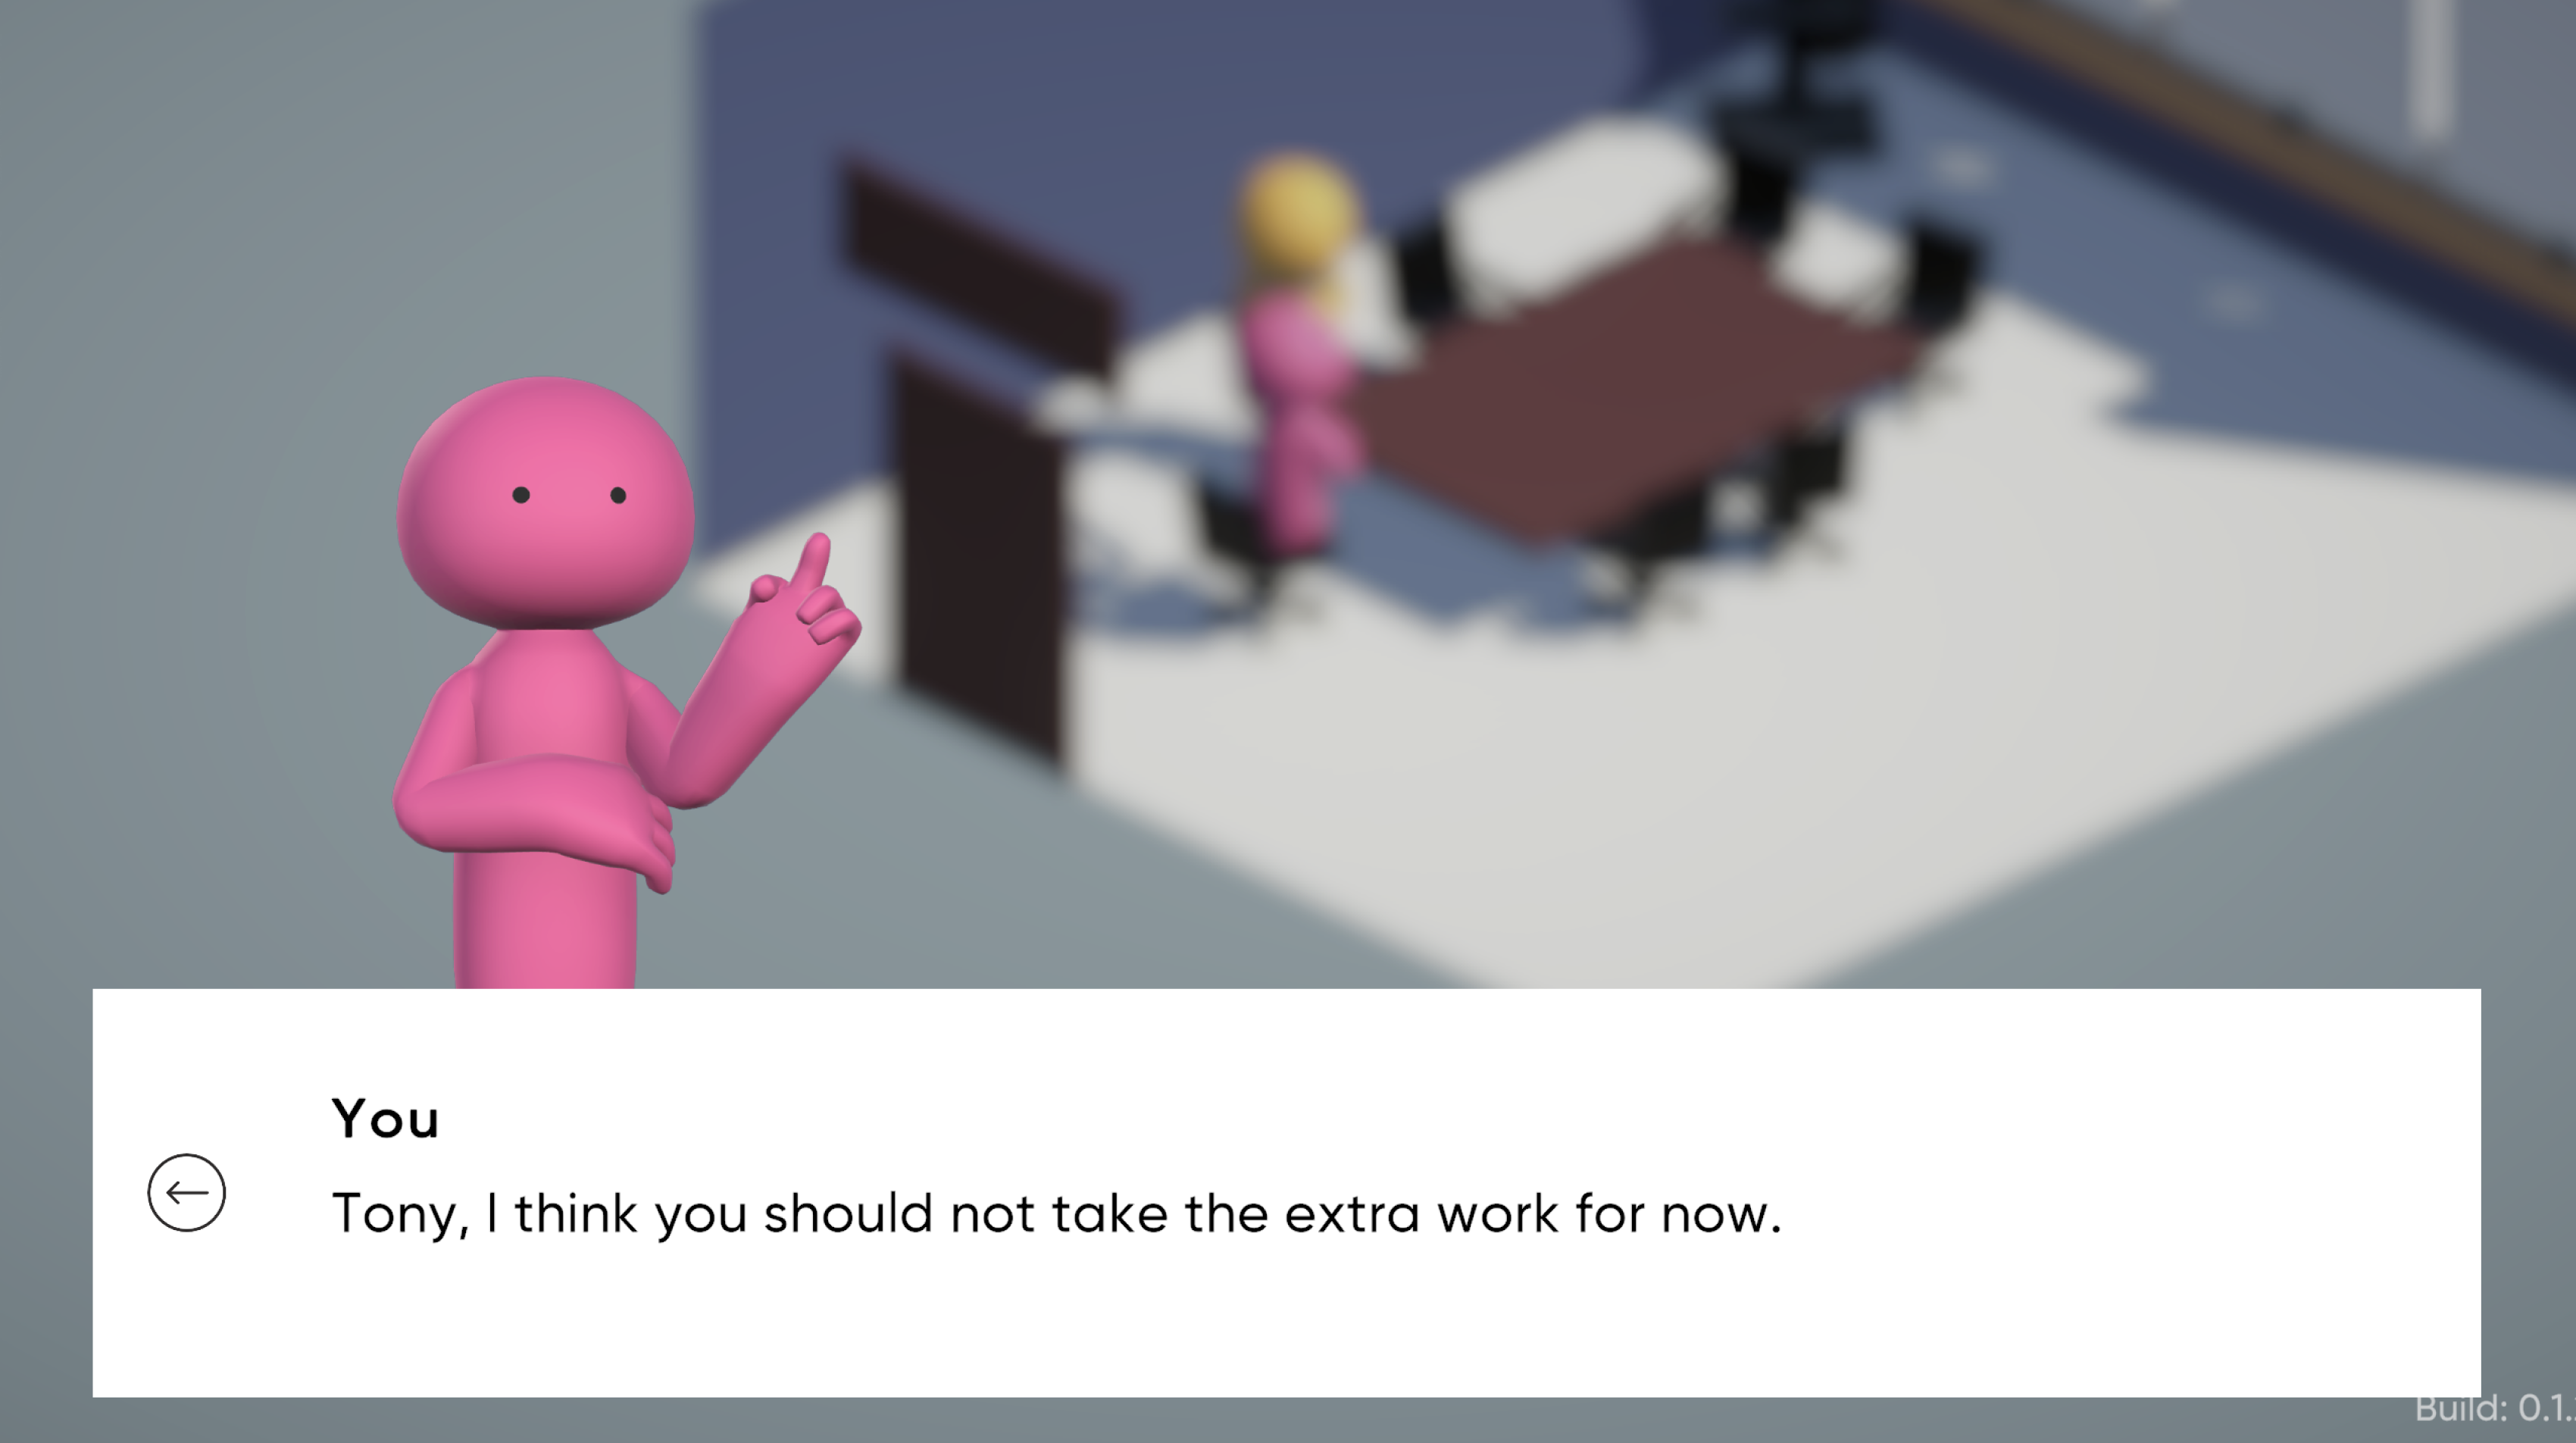 You
Tony, I think you should not take the extra work for now.
Build: 0.1.